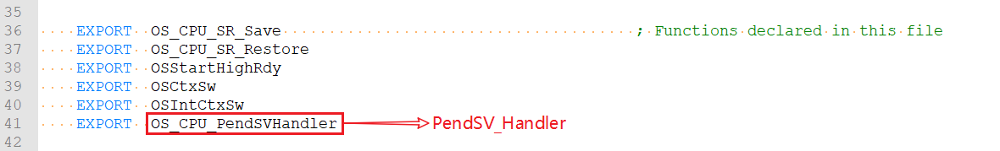 35
36 EXPORT OS_CPU_SR_Save ; Functions declared in this file
37 EXPORT OS_CPU_SR_Restore
38 EXPORT OSStartHighRdy
39 EXPORT OSCtxSw
40 EXPORT OSIntCtxSw
41 EXPORT OS_CPU_PendSVHandler PendSV_Handler
42